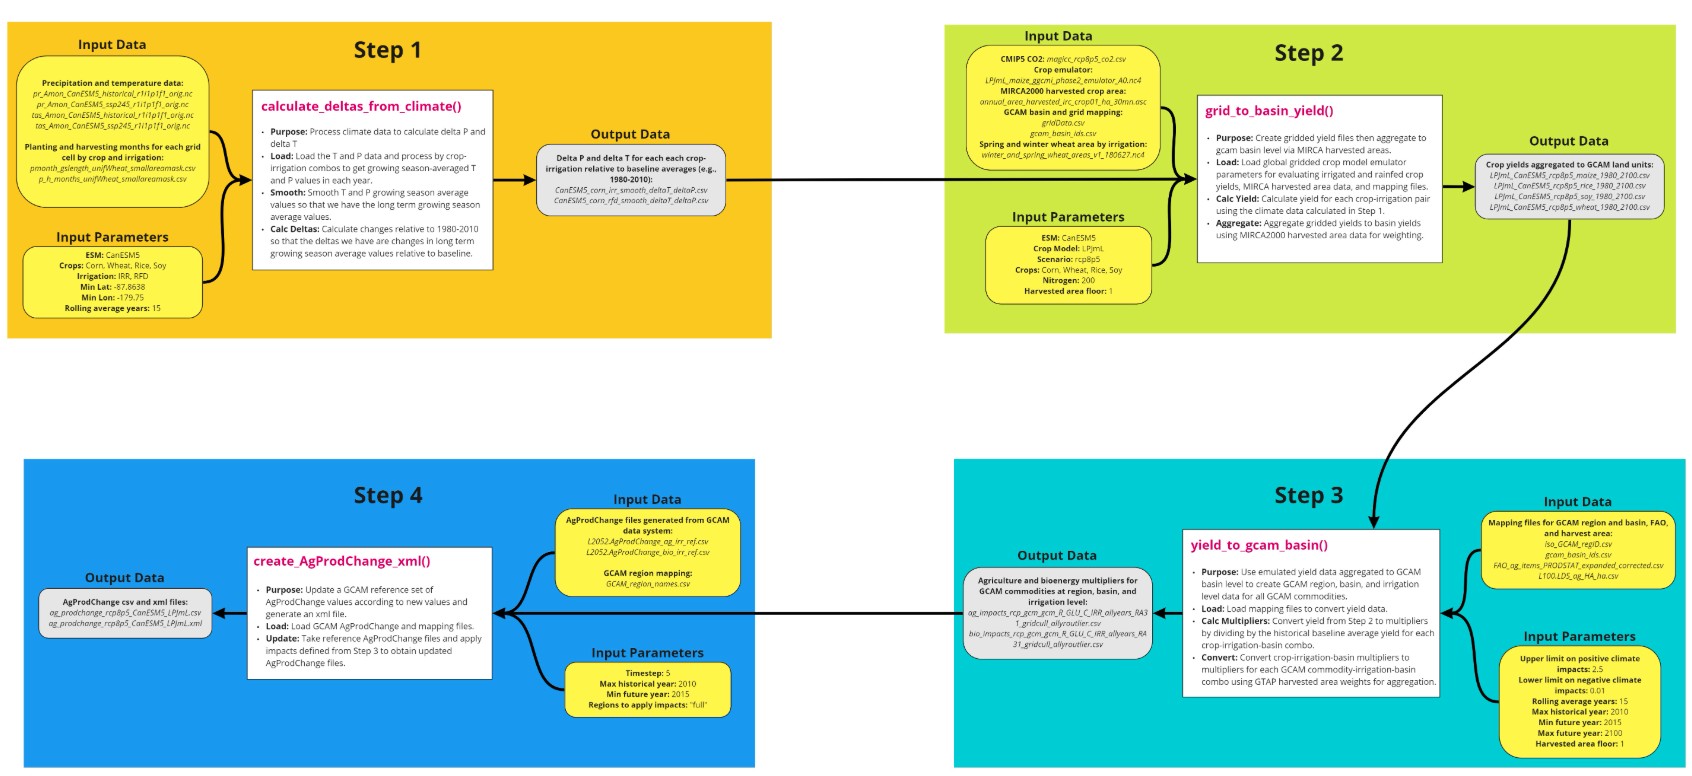 Step 1
Input Data
Precipitation and temperature data:
pr_Amon_CanESM5_historical_r1i1p1f1_orig.nc
pr_Amon_CanESM5_ssp245_r1i1p1f1_orig.nc
tas_Amon_CanESM5_historical_r1i1p1f1_orig.nc
tas_Amon_CanESM5_ssp245_r1i1p1f1_orig.nc
Planting and harvesting months for each grid
cell by crop and irrigation:
pmonth_gslength_unifWheat_smallareamask.csv
p_h_months_unifWheat_smallareamask.csv
Input Parameters
ESM: CanESM5
Crops: Corn, Wheat, Rice, Soy
Irrigation: IRR, RFD
Min Lat: -87.8638
Min Lon: -179.75
Rolling average years: 15
calculate_deltas_from_climate()
• Purpose: Process climate data to calculate delta P and
delta T
• Load: Load the T and P data and process by crop-
irrigation combos to get growing season-averaged T
and P values in each year.
• Smooth: Smooth T and P growing season average
values so that we have the long term growing season
average values.
• Calc Deltas: Calculate changes relative to 1980-2010
so that the deltas we have are changes in long term
growing season average values relative to baseline.
Output Data
Delta P and delta T for each each crop-
irrigation relative to baseline averages (e.g.,
1980-2010):
CanESM5_corn_irr_smooth_deltaT_deltaP.csv
CanESM5_corn_rfd_smooth_deltaT_deltaP.csv
Step 2
Input Data
CMIP5 CO2: magicc_rcp8p5_co2.csv
Crop emulator:
LPJmL_maize_ggcmi_phase2_emulator_A0.nc4
MIRCA2000 harvested crop area:
annual_area_harvested_irc_crop01_ha_30mn.asc
GCAM basin and grid mapping:
gridData.csv
gcam_basin_ids.csv
Spring and winter wheat area by irrigation:
winter_and_spring_wheat_areas_v1_180627.nc4
Input Parameters
ESM: CanESM5
Crop Model: LPJmL
Scenario: rcp8p5
Crops: Corn, Wheat, Rice, Soy
Nitrogen: 200
Harvested area floor: 1
grid_to_basin_yield()
• Purpose: Create gridded yield files then aggregate to
gcam basin level via MIRCA harvested areas.
• Load: Load global gridded crop model emulator
parameters for evaluating irrigated and rainfed crop
yields, MIRCA harvested area data, and mapping files.
• Calc Yield: Calculate yield for each crop-irrigation pair
using the climate data calculated in Step 1.
• Aggregate: Aggregate gridded yields to basin yields
using MIRCA2000 harvested area data for weighting.
Output Data
Crop yields aggregated to GCAM land units:
LPJmL_CanESM5_rcp8p5_maize_1980_2100.csv
LPJmL_CanESM5_rcp8p5_rice_1980_2100.csv
LPJmL_CanESM5_rcp8p5_soy_1980_2100.csv
LPJmL_CanESM5_rcp8p5_wheat_1980_2100.csv
Step 3
Input Data
Mapping files for GCAM region and basin, FAO,
and harvest area:
iso_GCAM_regID.csv
gcam_basin_ids.csv
FAO_ag_items_PRODSTAT_expanded_corrected.csv
L100.LDS_ag_HA_ha.csv
Input Parameters
Upper limit on positive climate
impacts: 2.5
Lower limit on negative climate
impacts: 0.01
Rolling average years: 15
Max historical year: 2010
Min future year: 2015
Max future year: 2100
Harvested area floor: 1
yield_to_gcam_basin()
• Purpose: Use emulated yield data aggregated to GCAM
basin level to create GCAM region, basin, and irrigation
level data for all GCAM commodities.
• Load: Load mapping files to convert yield data.
• Calc Multipliers: Convert yield from Step 2 to multipliers
by dividing by the historical baseline average yield for each
crop-irrigation-basin combo.
• Convert: Convert crop-irrigation-basin multipliers to
multipliers for each GCAM commodity-irrigation-basin
combo using GTAP harvested area weights for aggregation.
Output Data
Agriculture and bioenergy multipliers for
GCAM commodities at region, basin, and
irrigation level:
ag_impacts_rcp_gcm_gcm_R_GLU_C_IRR_allyears_RA3
1_gridcull_allyroutlier.csv
bio_impacts_rcp_gcm_gcm_R_GLU_C_IRR_allyears_RA
31_gridcull_allyroutlier.csv
Step 4
Input Data
AgProdChange files generated from GCAM
data system:
L2052.AgProdChange_ag_irr_ref.csv
L2052.AgProdChange_bio_irr_ref.csv
GCAM region mapping:
GCAM_region_names.csv
Input Parameters
Timestep: 5
Max historical year: 2010
Min future year: 2015
Regions to apply impacts: "full"
create_AgProdChange_xml()
• Purpose: Update a GCAM reference set of
AgProdChange values according to new values and
generate an xml file.
• Load: Load GCAM AgProdChange and mapping files.
• Update: Take reference AgProdChange files and apply
impacts defined from Step 3 to obtain updated
AgProdChange files.
Output Data
AgProdChange csv and xml files:
ag_prodchange_rcp8p5_CanESM5_LPJmL.csv
ag_prodchange_rcp8p5_CanESM5_LPJmL.xml